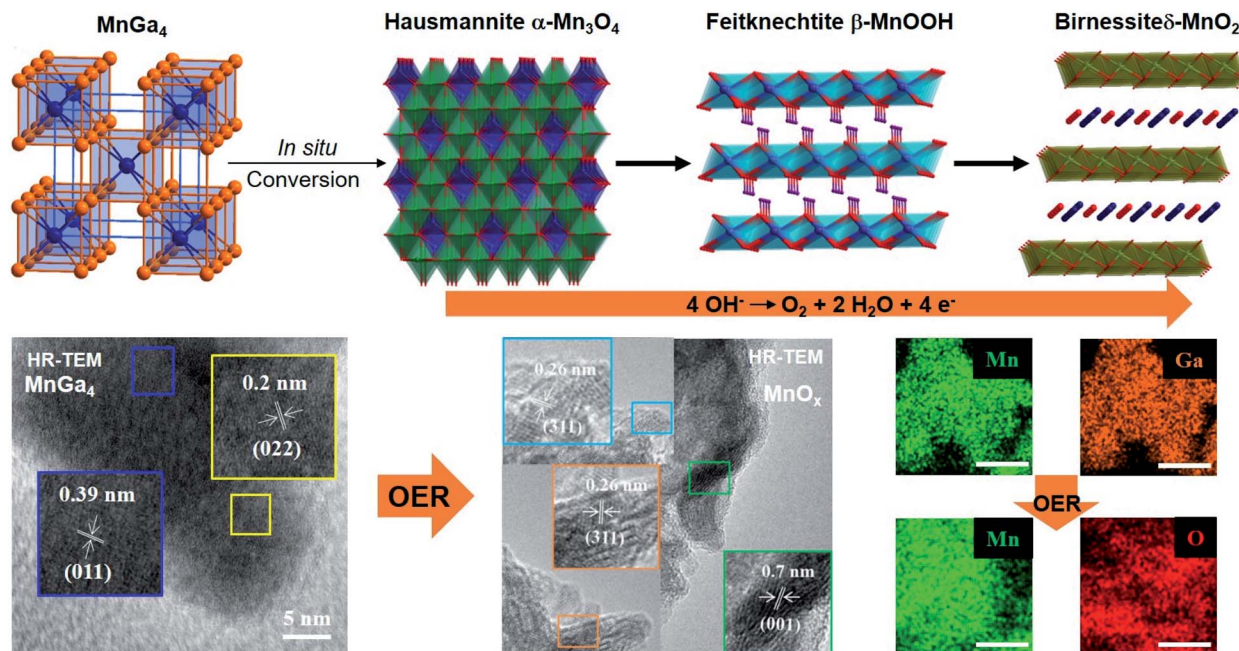 MnGa₄
Hausmannite α-Mn₃O₄
Feitknechtite β-MnOOH
Birnessiteδ-MnO₂
In situ
Conversion
4 OH⁻ → O₂ + 2 H₂O + 4 e⁻
HR-TEM
MnGa₄
0.2 nm
(022)
0.39 nm
(011)
5 nm
OER
0.26 nm
(311)
HR-TEM
MnOₓ
0.26 nm
(311)
0.7 nm
(001)
Mn
Ga
OER
Mn
O